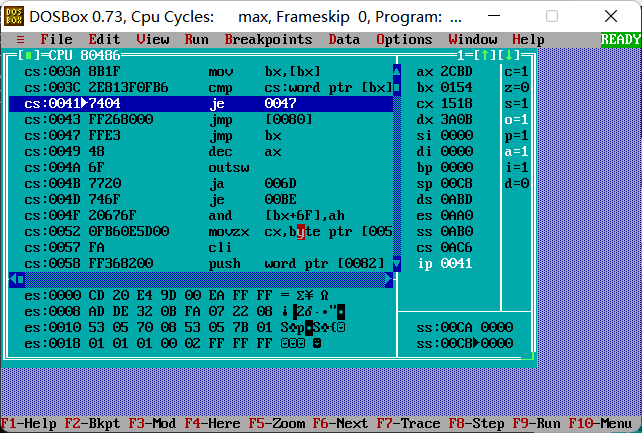 DOS BOX DOSBox 0.73, Cpu Cycles: max, Frameskip 0, Program: ...
≡ File Edit View Run Breakpoints Data Options Window Help READY
[■]=CPU 80486 1=[↑][↓]
cs:003A 8B1F mov bx,[bx] ax 2CBD c=1
cs:003C 2E813F0FB6 cmp cs:word ptr [bx] bx 0154 z=0
cs:0041►7404 je 0047 cx 1518 s=1
cs:0043 FF268000 jmp [0080] dx 3A0B o=1
cs:0047 FFE3 jmp bx si 0000 p=1
cs:0049 48 dec ax di 0000 a=1
cs:004A 6F outsw bp 0000 i=1
cs:004B 7720 ja 006D sp 00C8 d=0
cs:004D 746F je 00BE ds 0ABD
cs:004F 20676F and [bx+6F],ah es 0AA0
cs:0052 0FB60E5D00 movzx cx,byte ptr [005 ss 0AB0
cs:0057 FA cli cs 0AC6
cs:0058 FF368200 push word ptr [0082] ip 0041
es:0000 CD 20 E4 9D 00 EA FF FF = Σ¥ Ω
es:0008 AD DE 32 0B FA 07 22 08
es:0010 53 05 70 08 53 05 7B 01 ss:00CA 0000
es:0018 01 01 01 00 02 FF FF FF ss:00C8►0000
F1-Help F2-Bkpt F3-Mod F4-Here F5-Zoom F6-Next F7-Trace F8-Step F9-Run F10-Menu